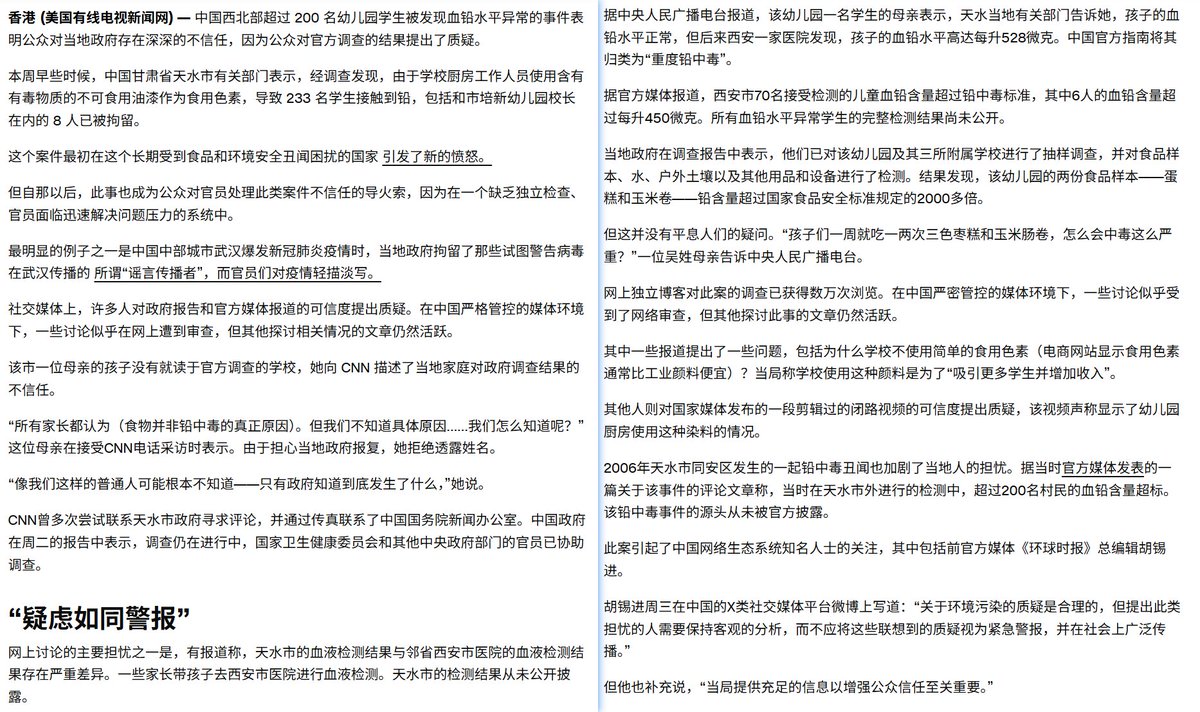 香港 (美国有线电视新闻网) — 中国西北部超过 200 名幼儿园学生被发现血铅水平异常的事件表
明公众对当地政府存在深深的不信任，因为公众对官方调查的结果提出了质疑。
本周早些时候，中国甘肃省天水市有关部门表示，经调查发现，由于学校厨房工作人员使用含有
有毒物质的不可食用油漆作为食用色素，导致 233 名学生接触到铅，包括和市培新幼儿园校长
在内的 8 人已被拘留。
这个案件最初在这个长期受到食品和环境安全丑闻困扰的国家 引发了新的愤怒。
但自那以后，此事也成为公众对官员处理此类案件不信任的导火索，因为在一个缺乏独立检查、
官员面临迅速解决问题压力的系统中。
最明显的例子之一是中国中部城市武汉爆发新冠肺炎疫情时，当地政府拘留了那些试图警告病毒
在武汉传播的 所谓“谣言传播者”，而官员们对疫情轻描淡写。
社交媒体上，许多人对政府报告和官方媒体报道的可信度提出质疑。在中国严格管控的媒体环境
下，一些讨论似乎在网上遭到审查，但其他探讨相关情况的文章仍然活跃。
该市一位母亲的孩子没有就读于官方调查的学校，她向 CNN 描述了当地家庭对政府调查结果的
不信任。
“所有家长都认为（食物并非铅中毒的真正原因）。但我们不知道具体原因……我们怎么知道呢？”
这位母亲在接受CNN电话采访时表示。由于担心当地政府报复，她拒绝透露姓名。
“像我们这样的普通人可能根本不知道——只有政府知道到底发生了什么，”她说。
CNN曾多次尝试联系天水市政府寻求评论，并通过传真联系了中国国务院新闻办公室。中国政府
在周二的报告中表示，调查仍在进行中，国家卫生健康委员会和其他中央政府部门的官员已协助
调查。
“疑虑如同警报”
网上讨论的主要担忧之一是，有报道称，天水市的血液检测结果与邻省西安市医院的血液检测结
果存在严重差异。一些家长带孩子去西安市医院进行血液检测。天水市的检测结果从未公开披
露。
据中央人民广播电台报道，该幼儿园一名学生的母亲表示，天水当地有关部门告诉她，孩子的血
铅水平正常，但后来西安一家医院发现，孩子的血铅水平高达每升528微克。中国官方指南将其
归类为“重度铅中毒”。
据官方媒体报道，西安市70名接受检测的儿童血铅含量超过铅中毒标准，其中6人的血铅含量超
过每升450微克。所有血铅水平异常学生的完整检测结果尚未公开。
当地政府在调查报告中表示，他们已对该幼儿园及其三所附属学校进行了抽样调查，并对食品样
本、水、户外土壤以及其他用品和设备进行了检测。结果发现，该幼儿园的两份食品样本——蛋
糕和玉米卷——铅含量超过国家食品安全标准规定的2000多倍。
但这并没有平息人们的疑问。“孩子们一周就吃一两次三色枣糕和玉米肠卷，怎么会中毒这么严
重？”一位吴姓母亲告诉中央人民广播电台。
网上独立博客对此案的调查已获得数万次浏览。在中国严密管控的媒体环境下，一些讨论似乎受
到了网络审查，但其他探讨此事的文章仍然活跃。
其中一些报道提出了一些问题，包括为什么学校不使用简单的食用色素（电商网站显示食用色素
通常比工业颜料便宜）？当局称学校使用这种颜料是为了“吸引更多学生并增加收入”。
其他人则对国家媒体发布的一段剪辑过的闭路视频的可信度提出质疑，该视频声称显示了幼儿园
厨房使用这种染料的情况。
2006年天水市同安区发生的一起铅中毒丑闻也加剧了当地人的担忧。据当时官方媒体发表的一
篇关于该事件的评论文章称，当时在天水市外进行的检测中，超过200名村民的血铅含量超标。
该铅中毒事件的源头从未被官方披露。
此案引起了中国网络生态系统知名人士的关注，其中包括前官方媒体《环球时报》总编辑胡锡
进。
胡锡进周三在中国的X类社交媒体平台微博上写道：“关于环境污染的质疑是合理的，但提出此类
担忧的人需要保持客观的分析，而不应将这些联想到的质疑视为紧急警报，并在社会上广泛传
播。”
但他也补充说，“当局提供充足的信息以增强公众信任至关重要。”